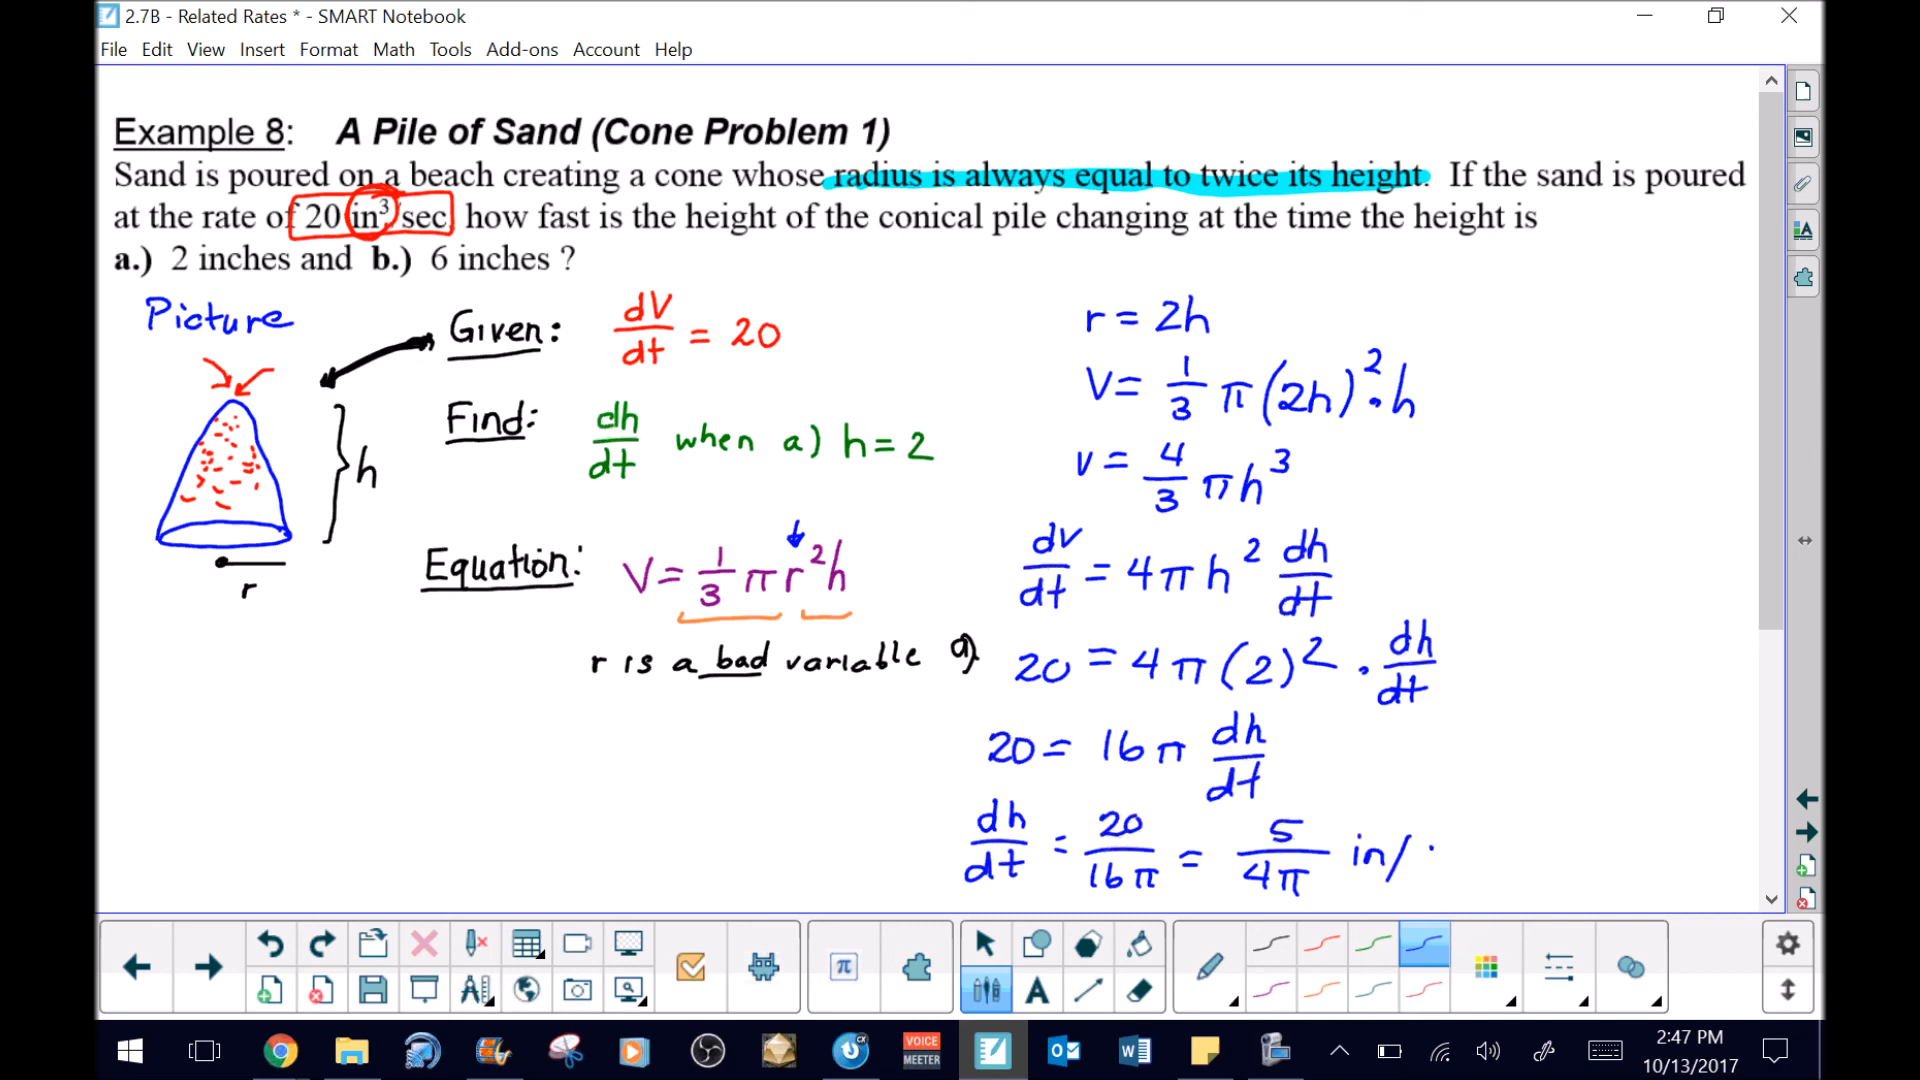 2.7B - Related Rates * - SMART Notebook
File Edit View Insert Format Math Tools Add-ons Account Help
Example 8: A Pile of Sand (Cone Problem 1)
Sand is poured on a beach creating a cone whose radius is always equal to twice its height. If the sand is poured
at the rate of 20 in³ sec, how fast is the height of the conical pile changing at the time the height is
a.) 2 inches and b.) 6 inches ?
Picture
h
r
Given: dV/dt = 20
Find: dh/dt when a) h = 2
Equation: V = 1/3 π r² h
r is a bad variable
r = 2h
V = 1/3 π (2h)² · h
V = 4/3 π h³
dV/dt = 4π h² dh/dt
a) 20 = 4π (2)² · dh/dt
20 = 16π dh/dt
dh/dt = 20/16π = 5/4π in/
π
A
VOICE
MEETER
2:47 PM
10/13/2017